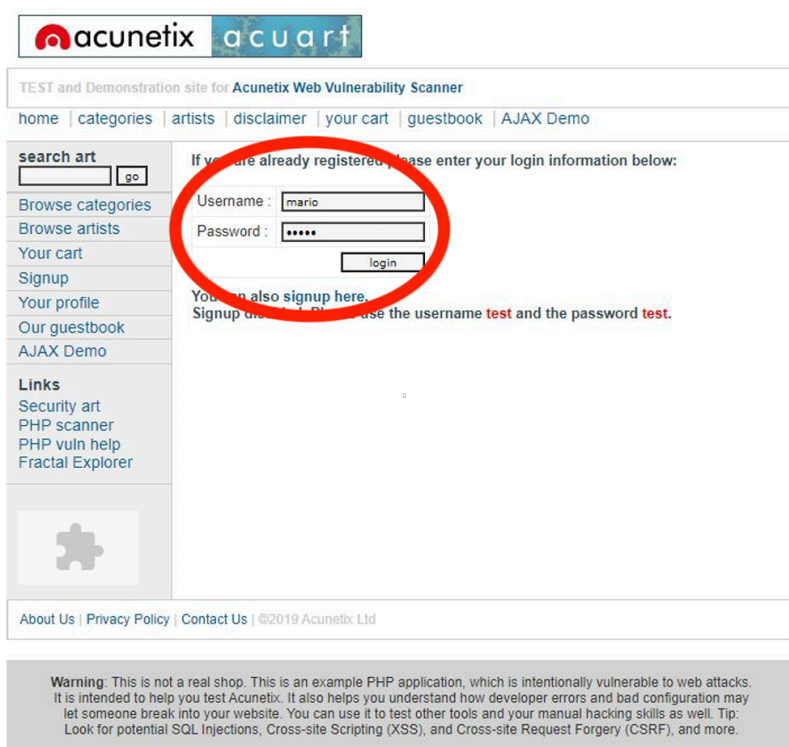 acunetix acuart
TEST and Demonstration site for Acunetix Web Vulnerability Scanner
home | categories | artists | disclaimer | your cart | guestbook | AJAX Demo
search art
go
Browse categories
Browse artists
Your cart
Signup
Your profile
Our guestbook
AJAX Demo
Links
Security art
PHP scanner
PHP vuln help
Fractal Explorer
If you are already registered please enter your login information below:
Username : mario
Password : •••••
login
You can also signup here.
Signup disabled. Please use the username test and the password test.
About Us | Privacy Policy | Contact Us | ©2019 Acunetix Ltd
Warning: This is not a real shop. This is an example PHP application, which is intentionally vulnerable to web attacks.
It is intended to help you test Acunetix. It also helps you understand how developer errors and bad configuration may
let someone break into your website. You can use it to test other tools and your manual hacking skills as well. Tip:
Look for potential SQL Injections, Cross-site Scripting (XSS), and Cross-site Request Forgery (CSRF), and more.